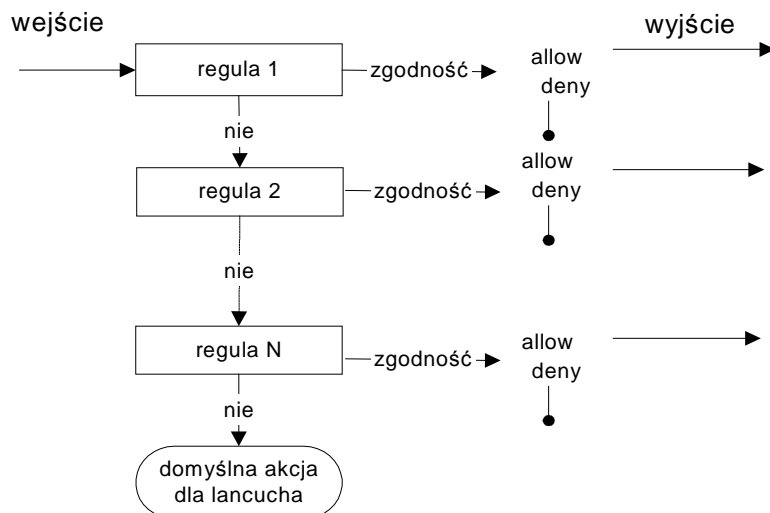 wejście
wyjście
regula 1
zgodność
allow
deny
nie
regula 2
zgodność
allow
deny
nie
regula N
zgodność
allow
deny
nie
domyślna akcja
dla lancucha